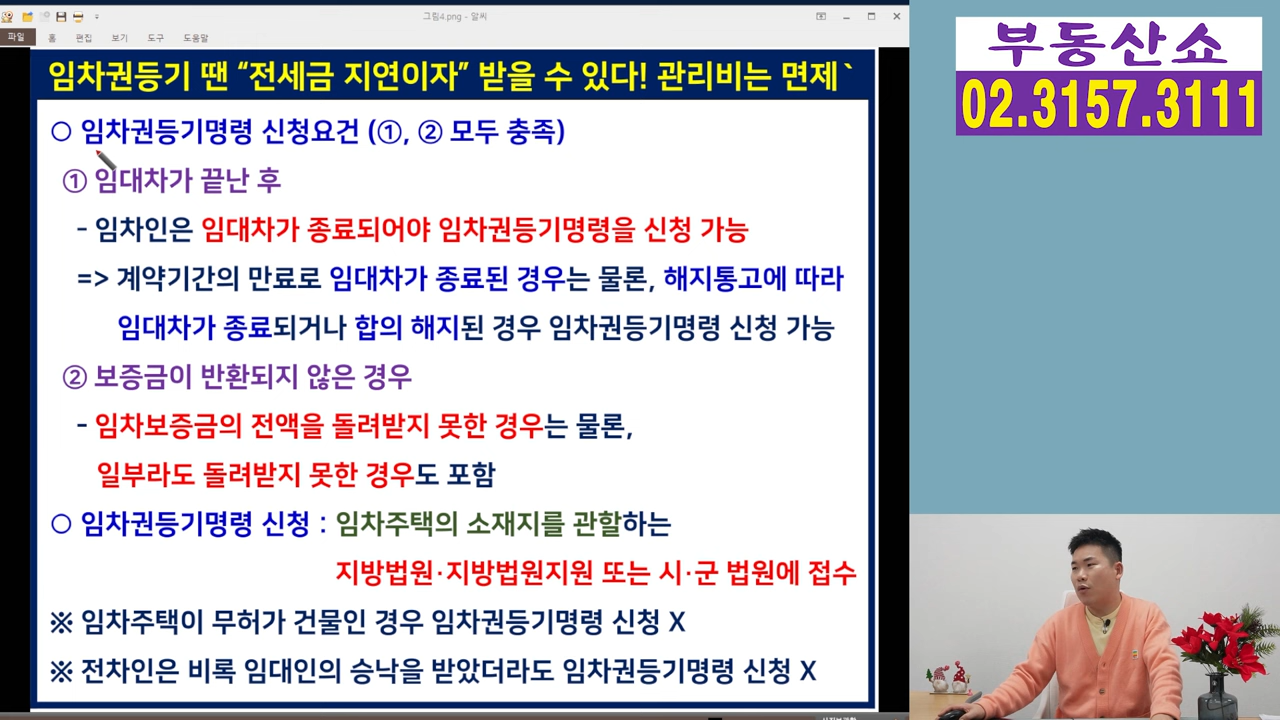 그림4.png - 알씨
파일 홈 편집 보기 도구 도움말
임차권등기 땐 “전세금 지연이자” 받을 수 있다! 관리비는 면제`
○ 임차권등기명령 신청요건 (①, ② 모두 충족)
① 임대차가 끝난 후
- 임차인은 임대차가 종료되어야 임차권등기명령을 신청 가능
=> 계약기간의 만료로 임대차가 종료된 경우는 물론, 해지통고에 따라
임대차가 종료되거나 합의 해지된 경우 임차권등기명령 신청 가능
② 보증금이 반환되지 않은 경우
- 임차보증금의 전액을 돌려받지 못한 경우는 물론,
일부라도 돌려받지 못한 경우도 포함
○ 임차권등기명령 신청 : 임차주택의 소재지를 관할하는
지방법원·지방법원지원 또는 시·군 법원에 접수
※ 임차주택이 무허가 건물인 경우 임차권등기명령 신청 X
※ 전차인은 비록 임대인의 승낙을 받았더라도 임차권등기명령 신청 X
부동산쇼
02.3157.3111